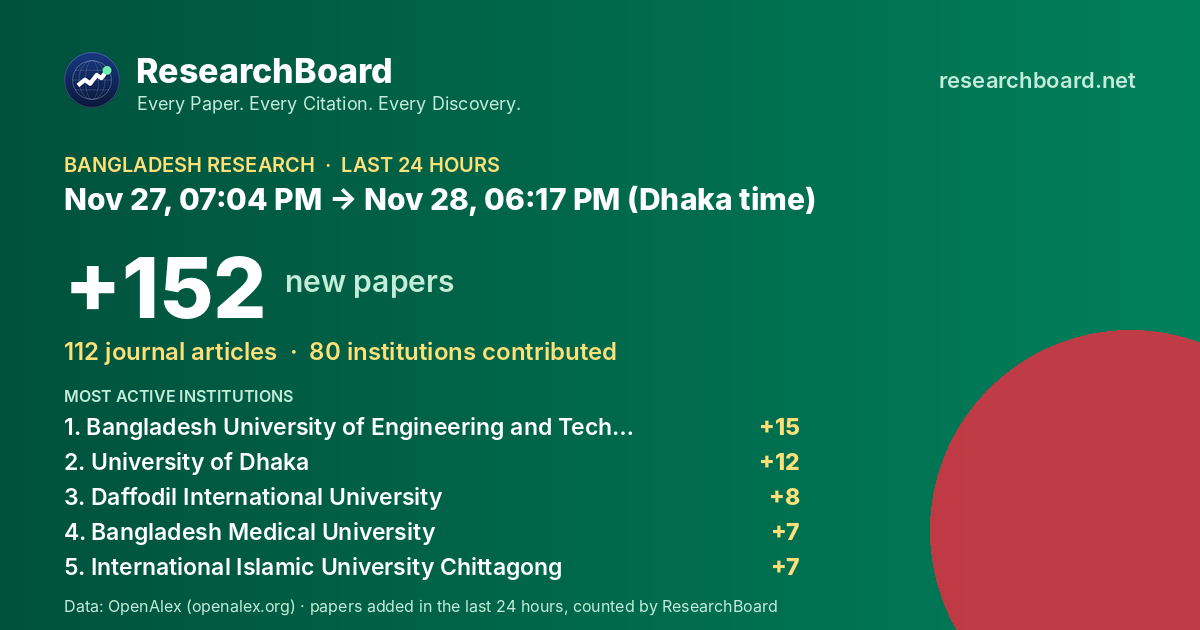 ResearchBoard
Every Paper. Every Citation. Every Discovery.
researchboard.net
BANGLADESH RESEARCH · LAST 24 HOURS
Nov 27, 07:04 PM → Nov 28, 06:17 PM (Dhaka time)
+152 new papers
112 journal articles · 80 institutions contributed
MOST ACTIVE INSTITUTIONS
1. Bangladesh University of Engineering and Tech... +15
2. University of Dhaka +12
3. Daffodil International University +8
4. Bangladesh Medical University +7
5. International Islamic University Chittagong +7
Data: OpenAlex (openalex.org) · papers added in the last 24 hours, counted by ResearchBoard